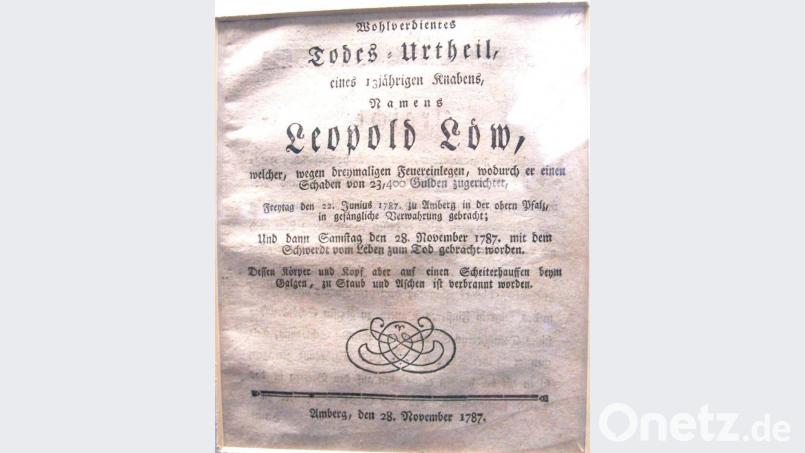 Wohlverdientes
Todes-Urtheil,
eines 13jährigen Knabens,
Namens
Leopold Löw,
welcher, wegen dreymaligen Feuereinlegen, wodurch er einen
Schaden von 23,400 Gulden zugerichtet,
Freytag den 22. Junius 1787. zu Amberg in der obern Pfalz,
in gefängliche Verwahrung gebracht;
Und dann Samstag den 28. November 1787. mit dem
Schwerdt vom Leben zum Tod gebracht worden.
Dessen Körper und Kopf aber auf einen Scheiterhauffen beym
Galgen, zu Staub und Aschen ist verbrannt worden.
Amberg, den 28. November 1787.
Onetz.de